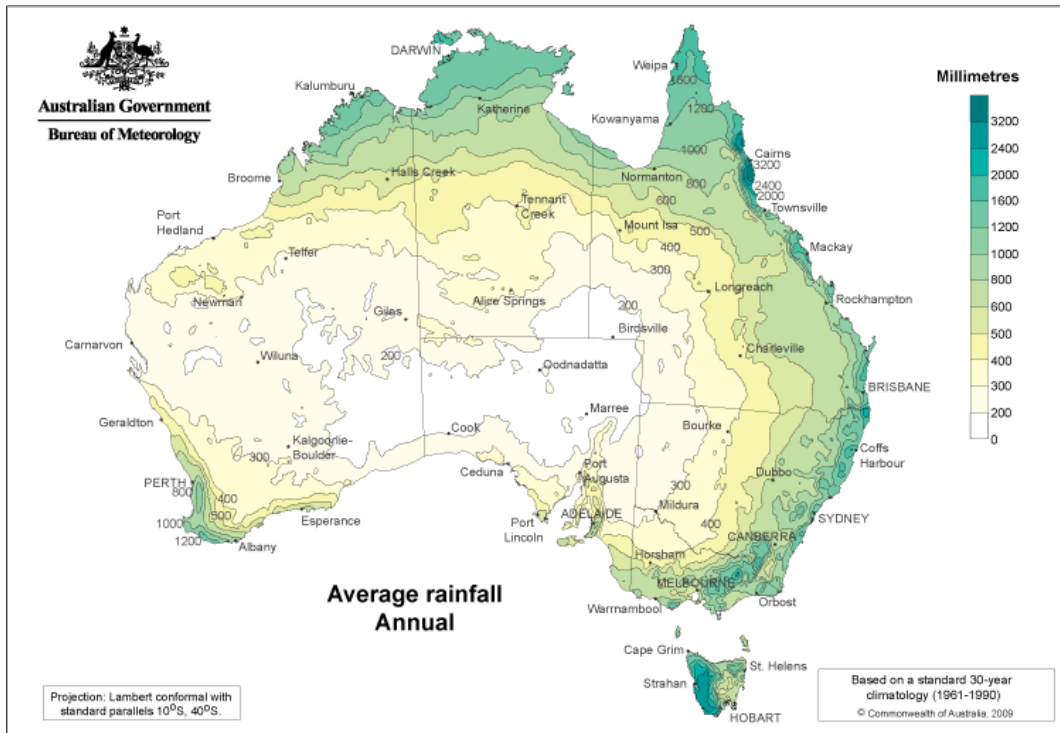 Australian Government
Bureau of Meteorology
Millimetres
3200
2400
2000
1600
1200
1000
800
600
500
400
300
200
0
DARWIN
Weipa
1600
Kalumburu
Katherine
1200
Kowanyama
Cairns
3200
1000
Normanton
Broome
Halls Creek
800
2400
2000
600
Townsville
Tennant
Creek
Port
Hedland
Mount Isa
500
400
Mackay
Telfer
300
Longreach
Newman
Alice Springs
200
Rockhampton
Giles
Birdsville
Carnarvon
Wiluna
200
Oodnadatta
Charleville
BRISBANE
Marree
Geraldton
Cook
Bourke
Kalgoorlie-
Boulder
300
Coffs
Harbour
Ceduna
Port
Augusta
Dubbo
PERTH
800
400
300
500
Mildura
SYDNEY
1000
Esperance
Port
Lincoln
ADELAIDE
400
1200
Albany
CANBERRA
Horsham
MELBOURNE
Warrnambool
Orbost
Average rainfall
Annual
Cape Grim
St. Helens
Strahan
HOBART
Projection: Lambert conformal with
standard parallels 10°S, 40°S.
Based on a standard 30-year
climatology (1961-1990)
© Commonwealth of Australia, 2009